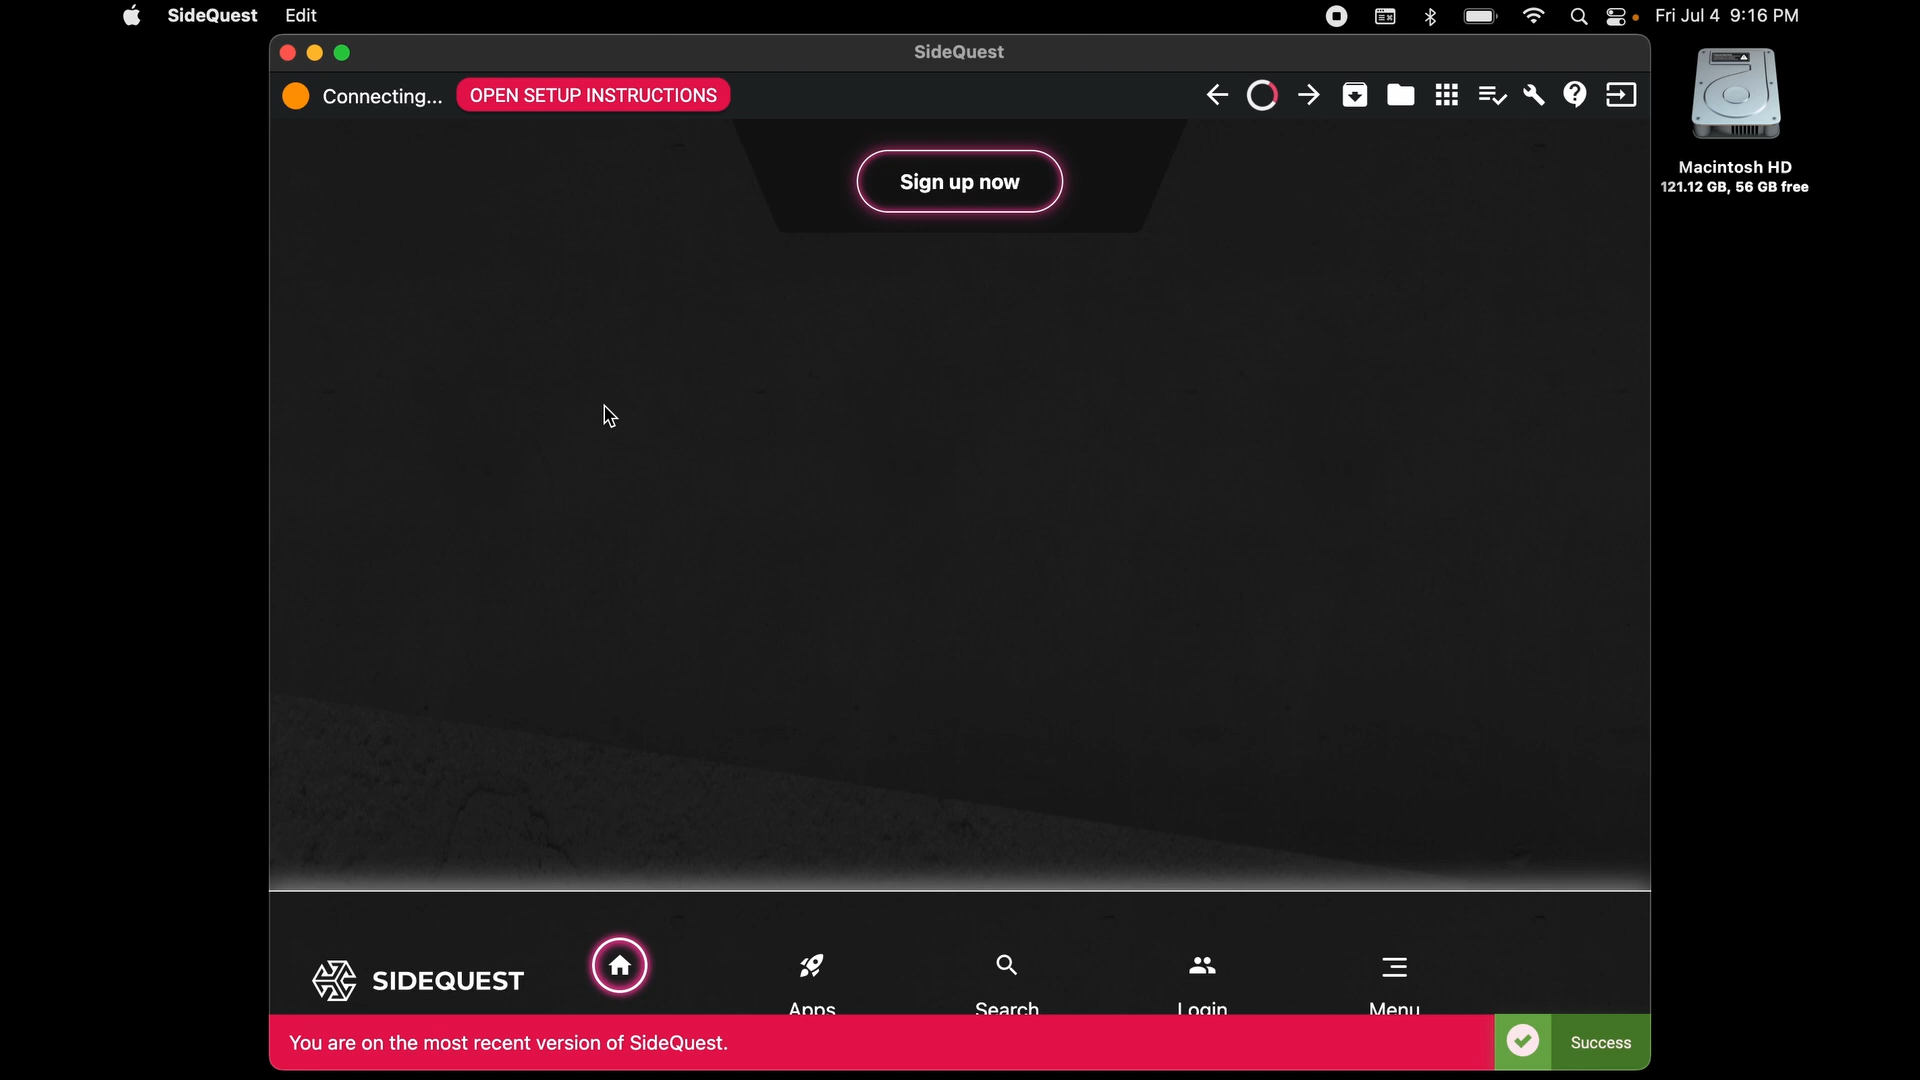 SideQuest Edit Fri Jul 4 9:16 PM
SideQuest
Connecting... OPEN SETUP INSTRUCTIONS
Sign up now
Macintosh HD
121.12 GB, 56 GB free
SIDEQUEST
Apps Search Login Menu
You are on the most recent version of SideQuest. Success